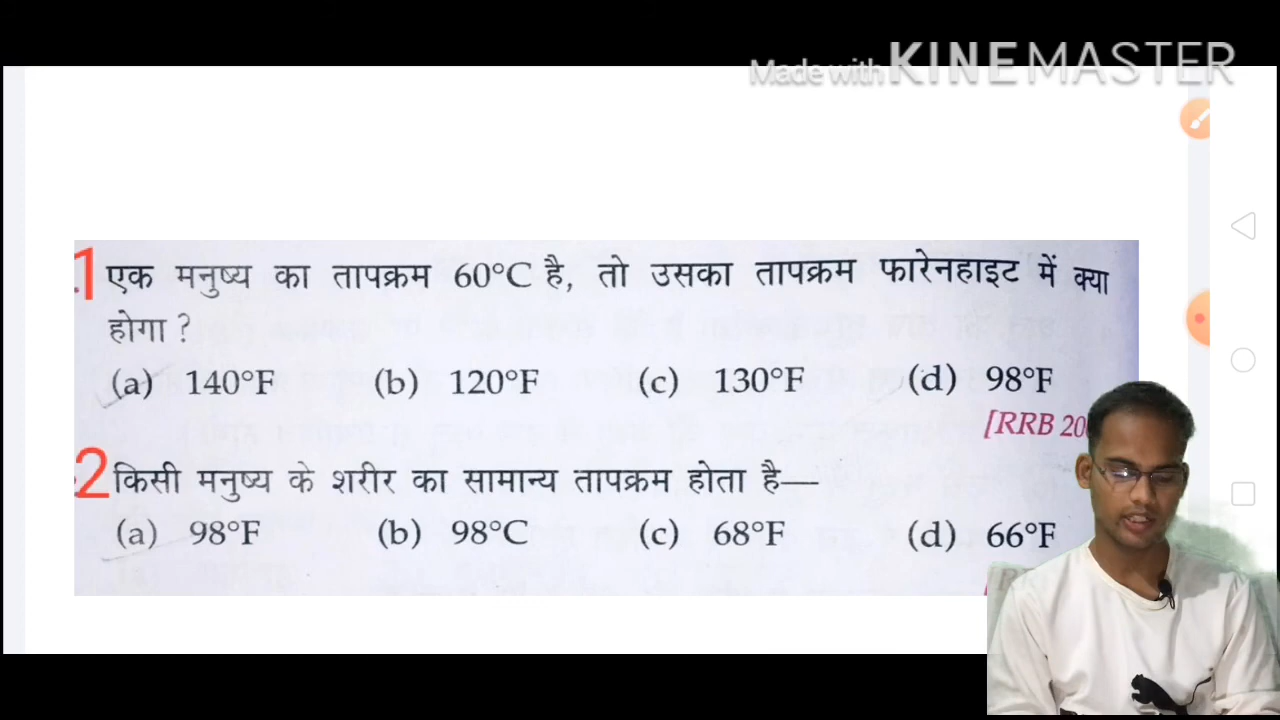 Made with KINEMASTER
1 एक मनुष्य का तापक्रम 60°C है, तो उसका तापक्रम फारेनहाइट में क्या
होगा ?
(a) 140°F (b) 120°F (c) 130°F (d) 98°F
[RRB 20
2 किसी मनुष्य के शरीर का सामान्य तापक्रम होता है—
(a) 98°F (b) 98°C (c) 68°F (d) 66°F